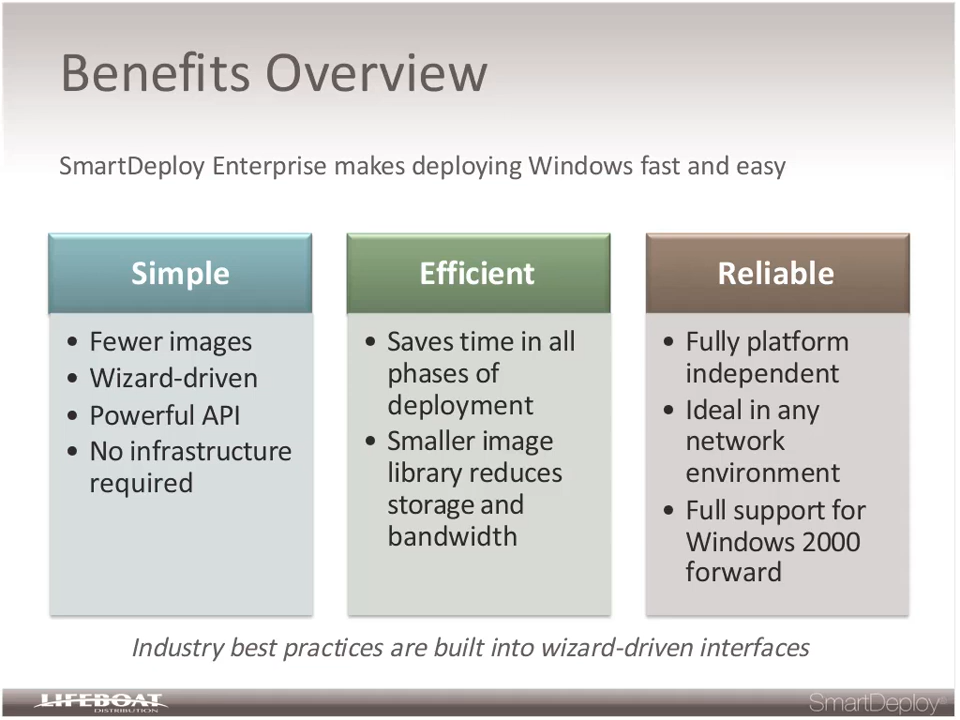 Benefits Overview
SmartDeploy Enterprise makes deploying Windows fast and easy
Simple
• Fewer images
• Wizard-driven
• Powerful API
• No infrastructure
required
Efficient
• Saves time in all
phases of
deployment
• Smaller image
library reduces
storage and
bandwidth
Reliable
• Fully platform
independent
• Ideal in any
network
environment
• Full support for
Windows 2000
forward
Industry best practices are built into wizard-driven interfaces
LIFEBOAT
DISTRIBUTION
SmartDeploy®